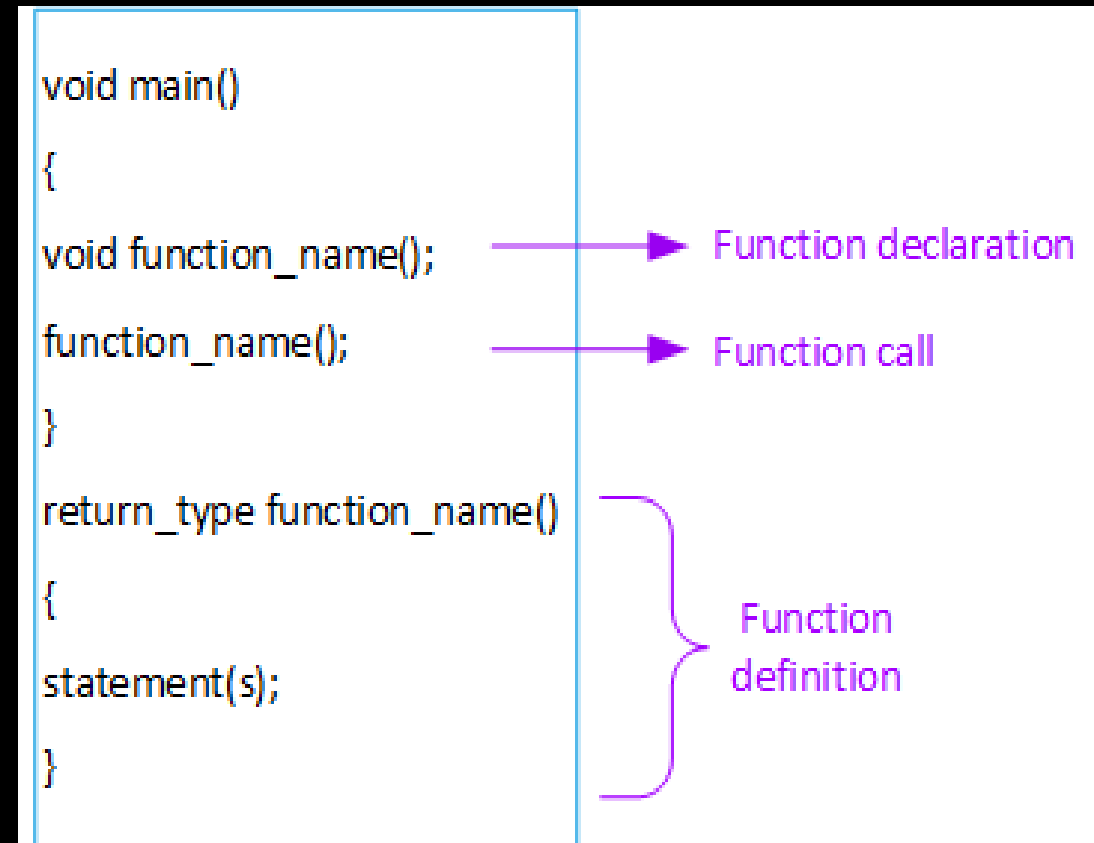 void main()
{
void function_name();
Function declaration
function_name();
Function call
}
return_type function_name()
{
statement(s);
}
Function
definition